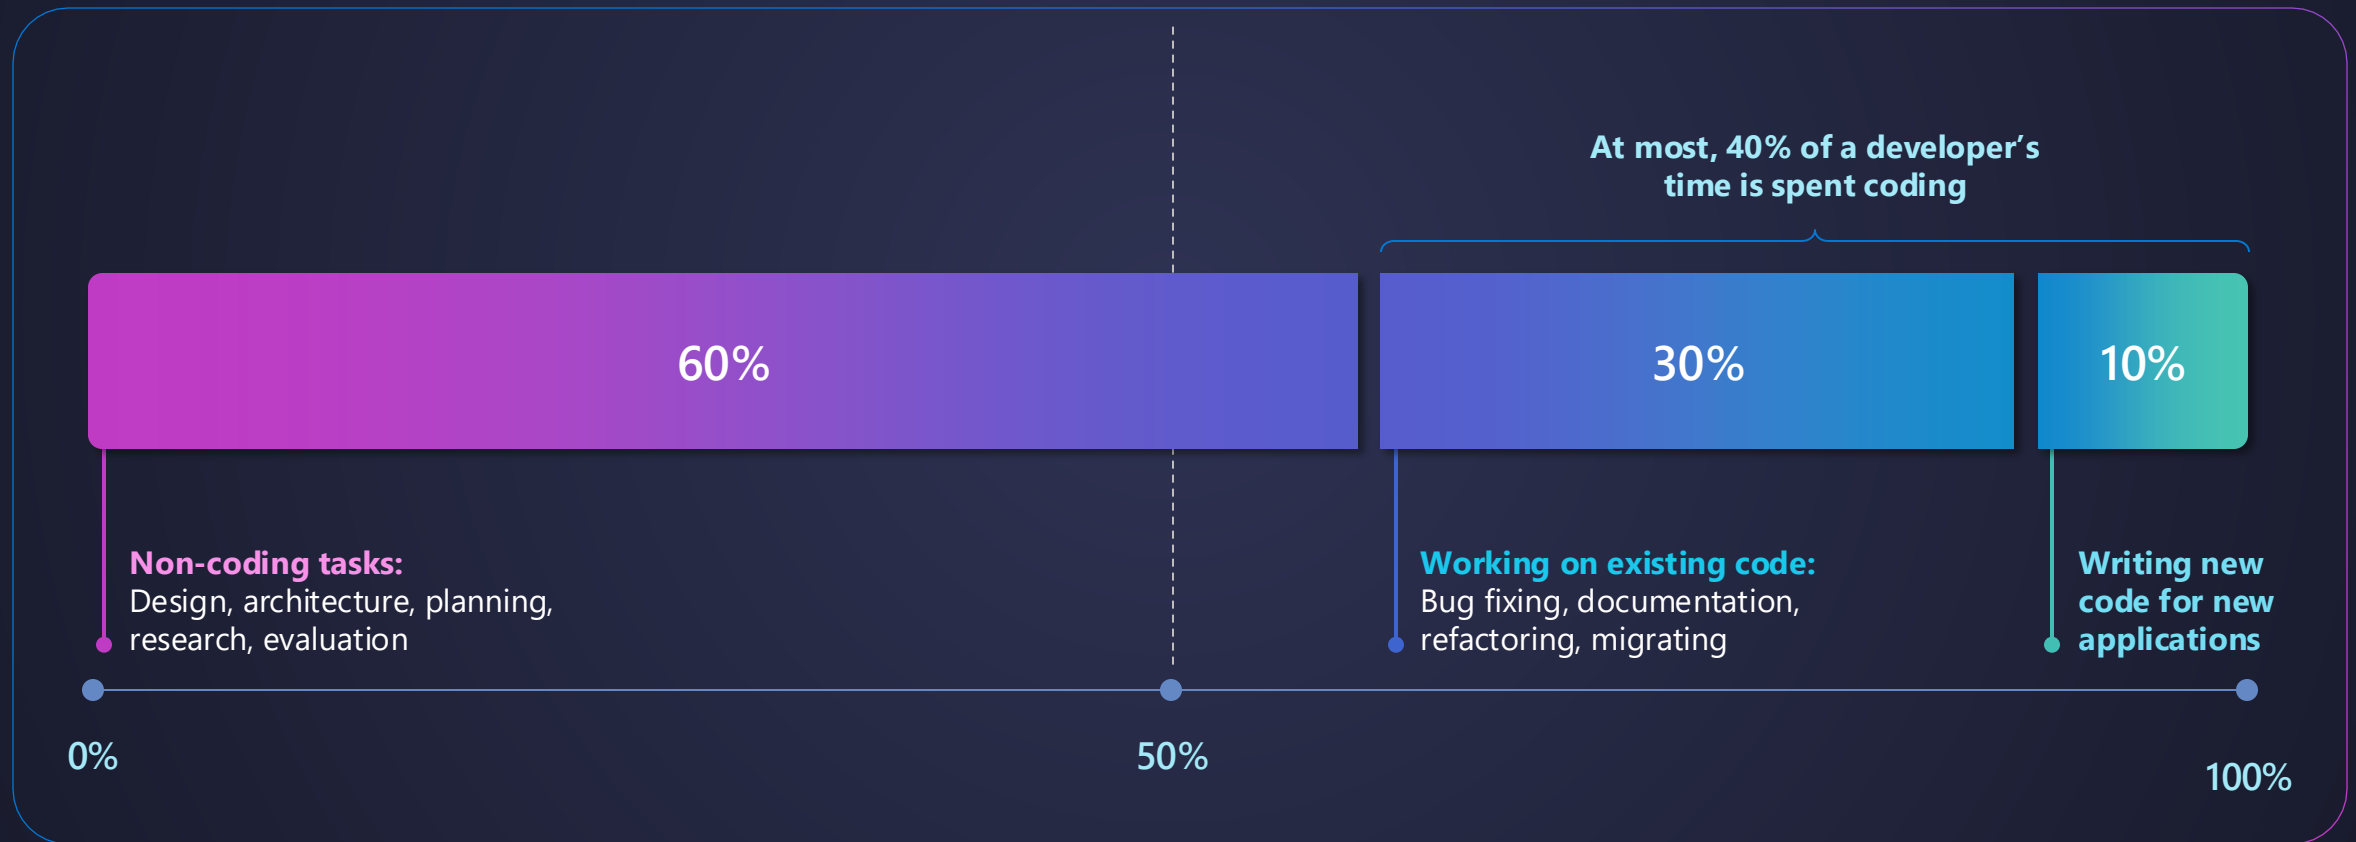 At most, 40% of a developer’s
time is spent coding
60%
30%
10%
Non-coding tasks:
Design, architecture, planning,
research, evaluation
Working on existing code:
Bug fixing, documentation,
refactoring, migrating
Writing new
code for new
applications
0%
50%
100%